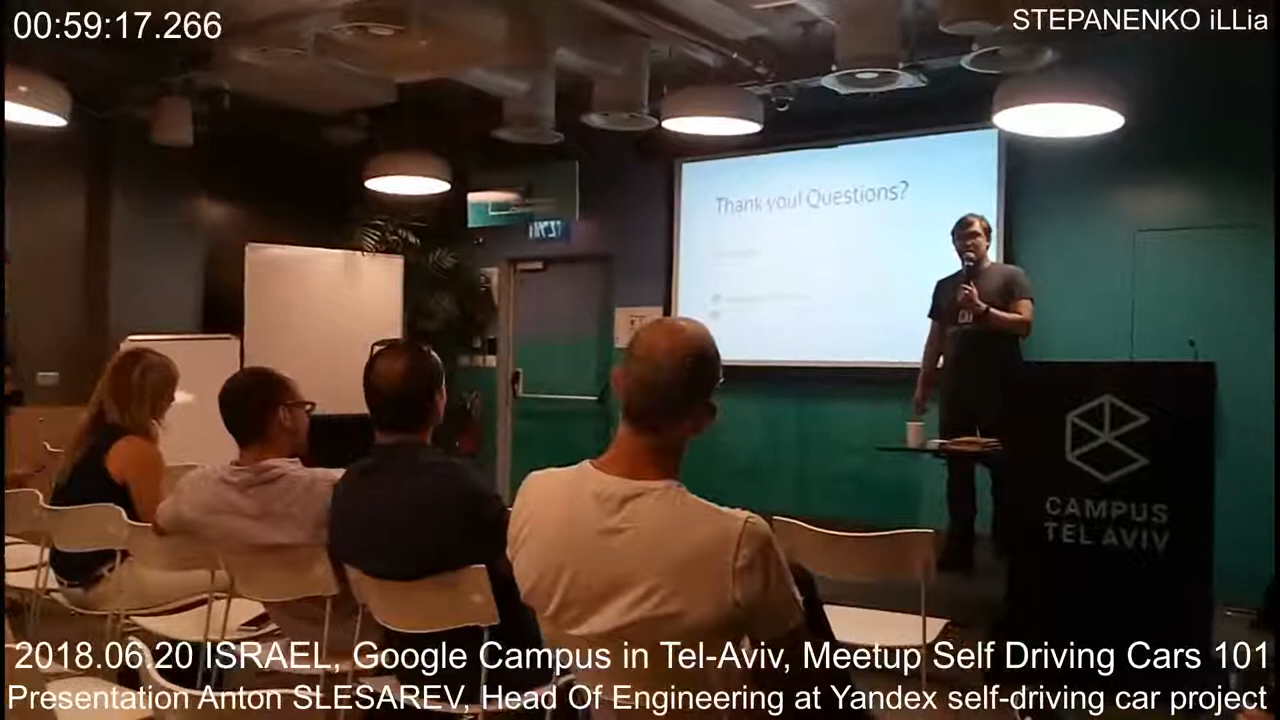 00:59:17.266
STEPANENKO iLLia
Thank you! Questions?
CAMPUS
TEL AVIV
2018.06.20 ISRAEL, Google Campus in Tel-Aviv, Meetup Self Driving Cars 101
Presentation Anton SLESAREV, Head Of Engineering at Yandex self-driving car project